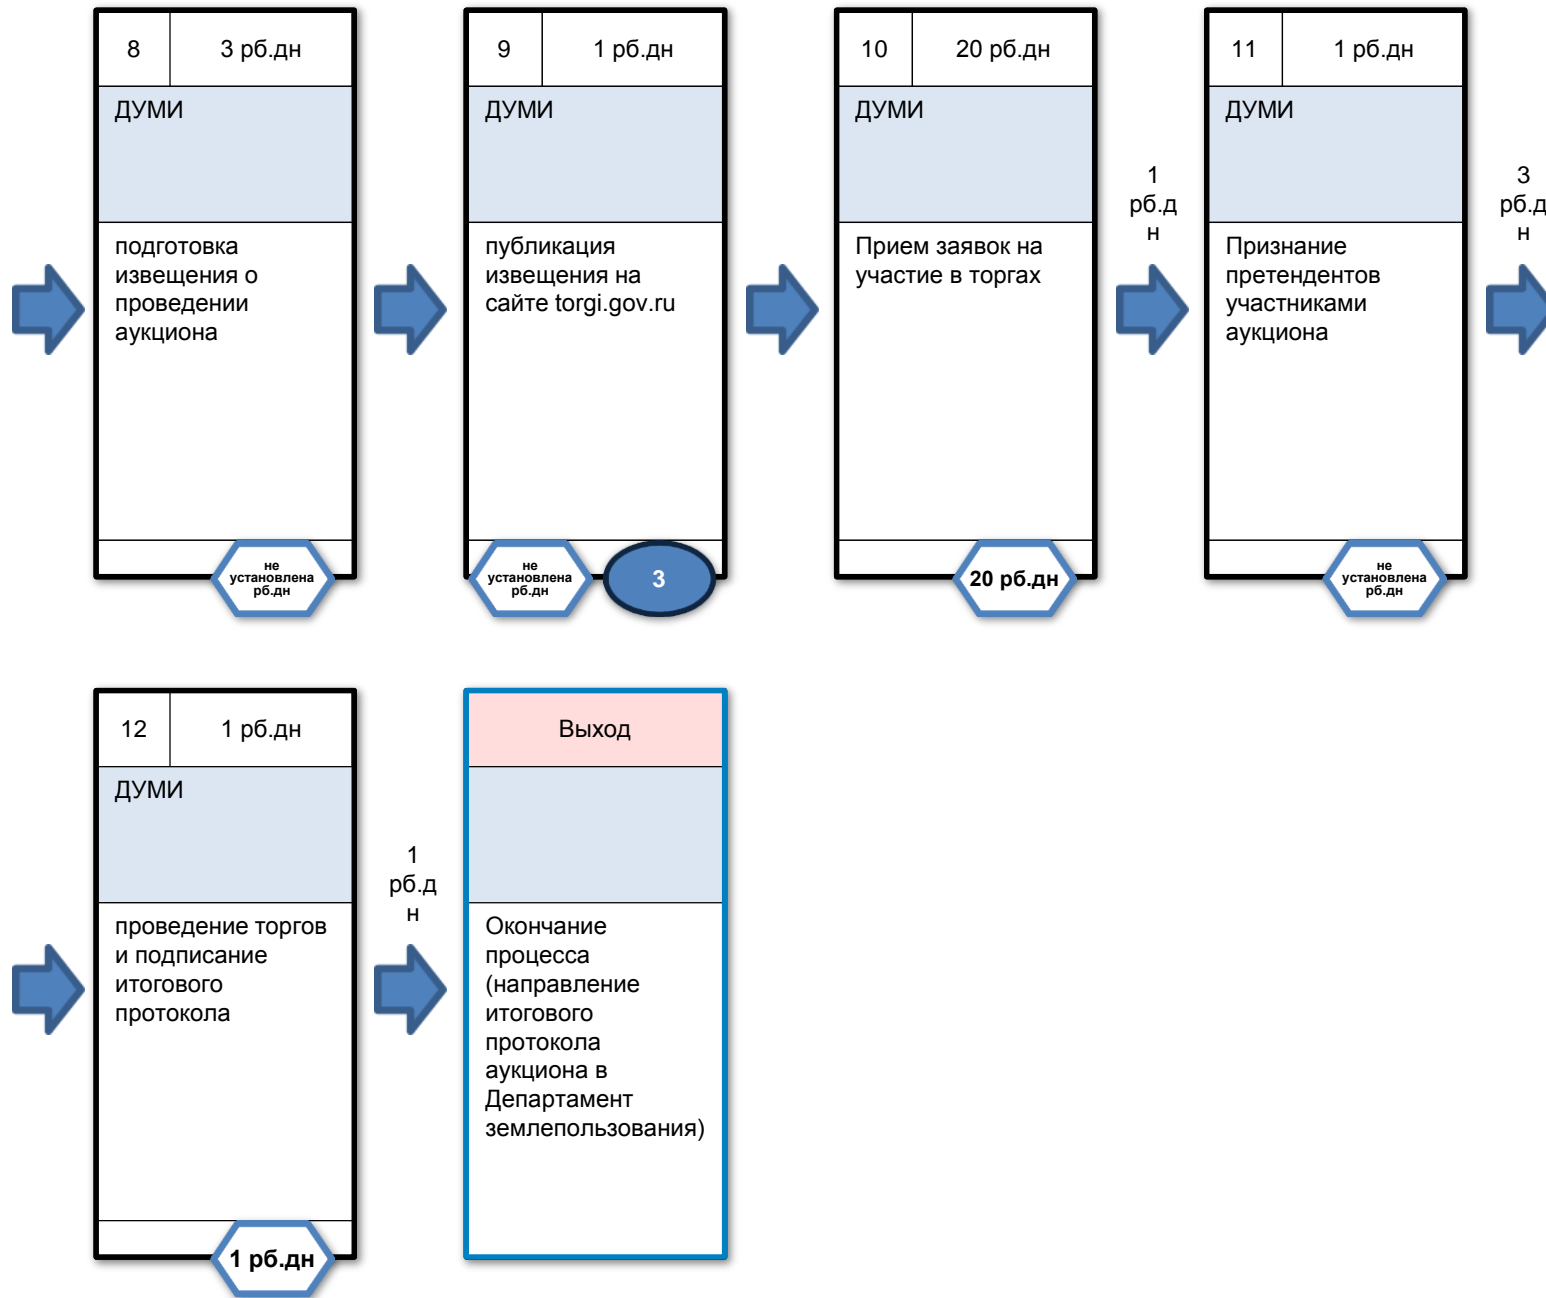 8
3 рб.дн
ДУМИ
подготовка
извещения о
проведении
аукциона
не
установлена
рб.дн
9
1 рб.дн
ДУМИ
публикация
извещения на
сайте torgi.gov.ru
не
установлена
рб.дн
3
10
20 рб.дн
ДУМИ
Прием заявок на
участие в торгах
20 рб.дн
1
рб.д
н
11
1 рб.дн
ДУМИ
Признание
претендентов
участниками
аукциона
не
установлена
рб.дн
3
рб.д
н
12
1 рб.дн
ДУМИ
проведение торгов
и подписание
итогового
протокола
1 рб.дн
1
рб.д
н
Выход
Окончание
процесса
(направление
итогового
протокола
аукциона в
Департамент
землепользования)